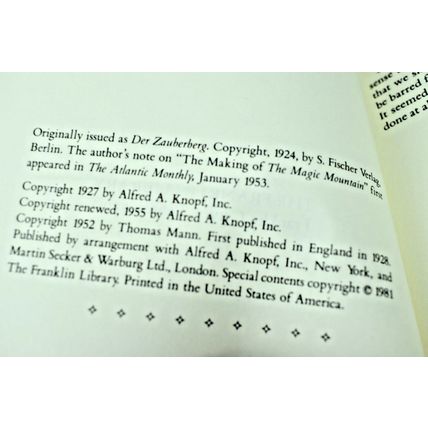 Originally issued as Der Zauberberg. Copyright, 1924, by S. Fischer Verlag,
Berlin. The author's note on "The Making of The Magic Mountain" first
appeared in The Atlantic Monthly, January 1953.
Copyright 1927 by Alfred A. Knopf, Inc.
Copyright renewed, 1955 by Alfred A. Knopf, Inc.
Copyright 1952 by Thomas Mann. First published in England in 1928.
Published by arrangement with Alfred A. Knopf, Inc., New York, and
Martin Secker & Warburg Ltd., London. Special contents copyright © 1981
The Franklin Library. Printed in the United States of America.
sense
that we s
be barred f
It seemed
done at a